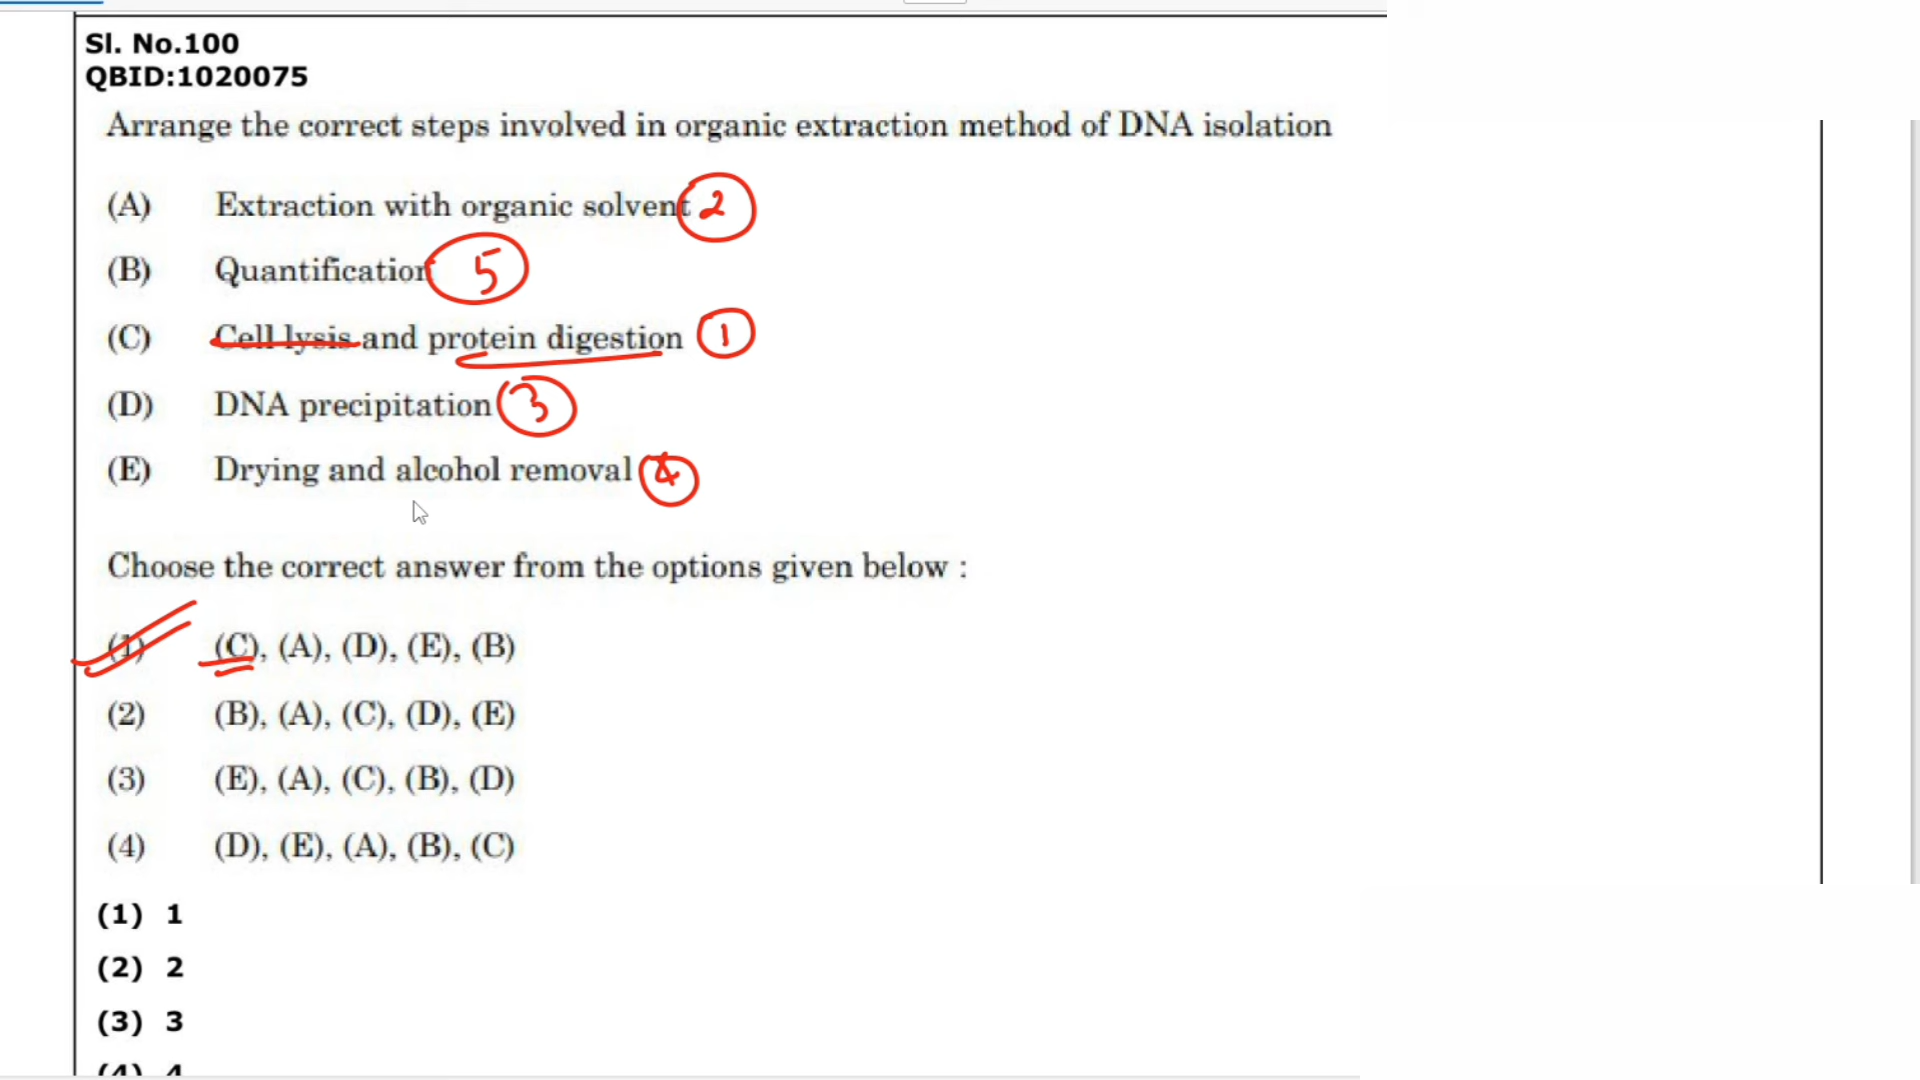 Sl. No.100
QBID:1020075
Arrange the correct steps involved in organic extraction method of DNA isolation
(A) Extraction with organic solvent 2
(B) Quantification 5
(C) Cell lysis and protein digestion 1
(D) DNA precipitation 3
(E) Drying and alcohol removal 4
Choose the correct answer from the options given below :
(1) (C), (A), (D), (E), (B)
(2) (B), (A), (C), (D), (E)
(3) (E), (A), (C), (B), (D)
(4) (D), (E), (A), (B), (C)
(1) 1
(2) 2
(3) 3
(4) 4